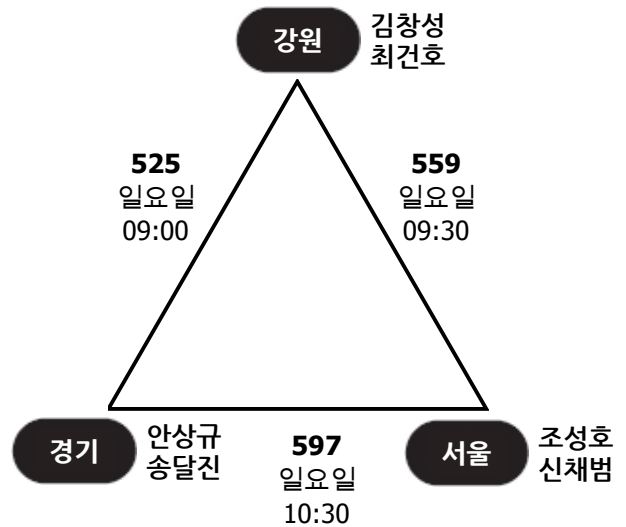 강원
김창성
최건호
525
일요일
09:00
559
일요일
09:30
경기
안상규
송달진
597
일요일
10:30
서울
조성호
신채범